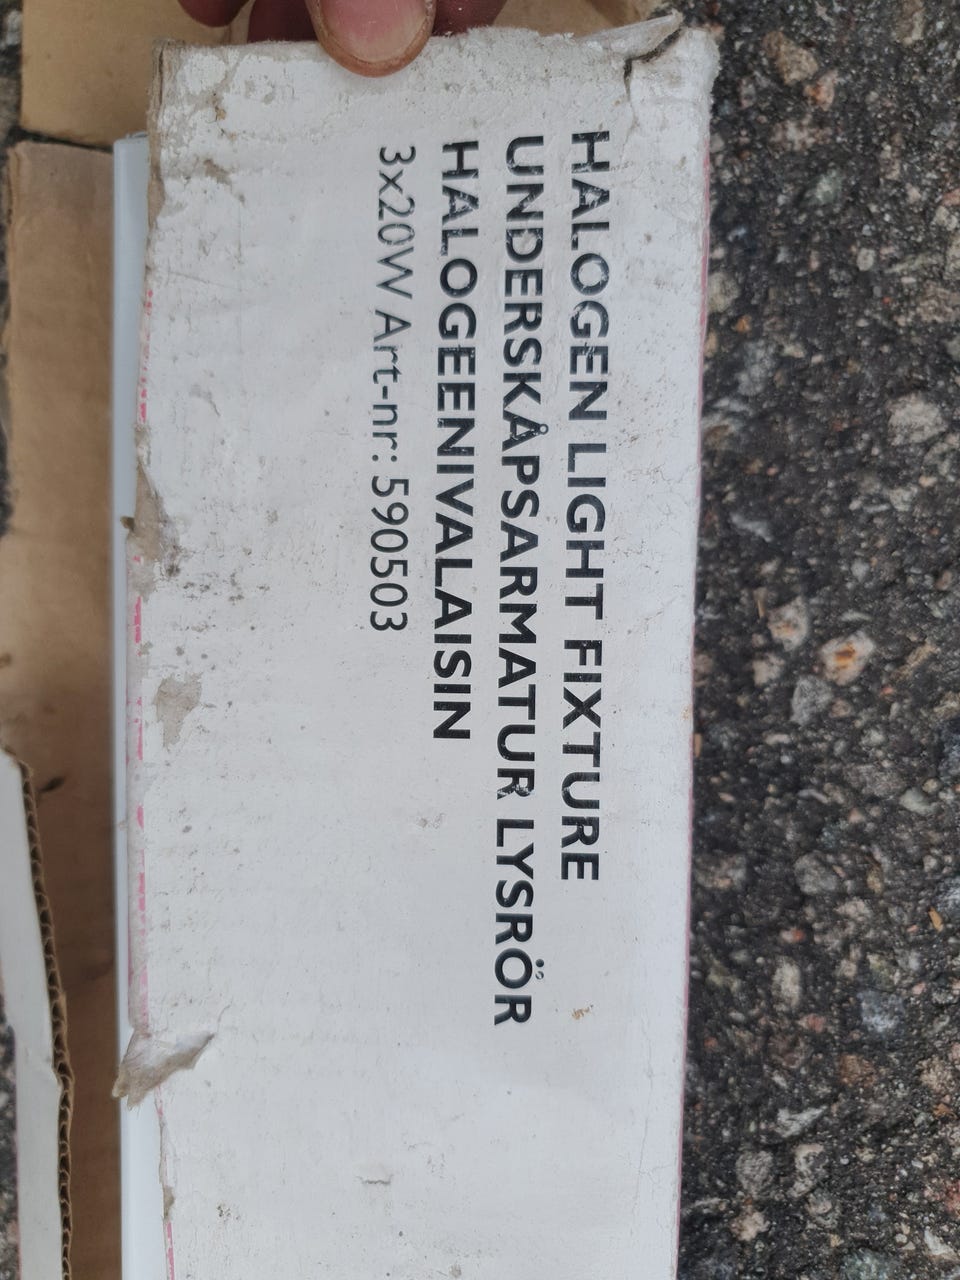 HALOGEN LIGHT FIXTURE
UNDERSKÅPSARMATUR LYSRÖR
HALOGEENIVALAISIN
3x20W Art-nr: 590503